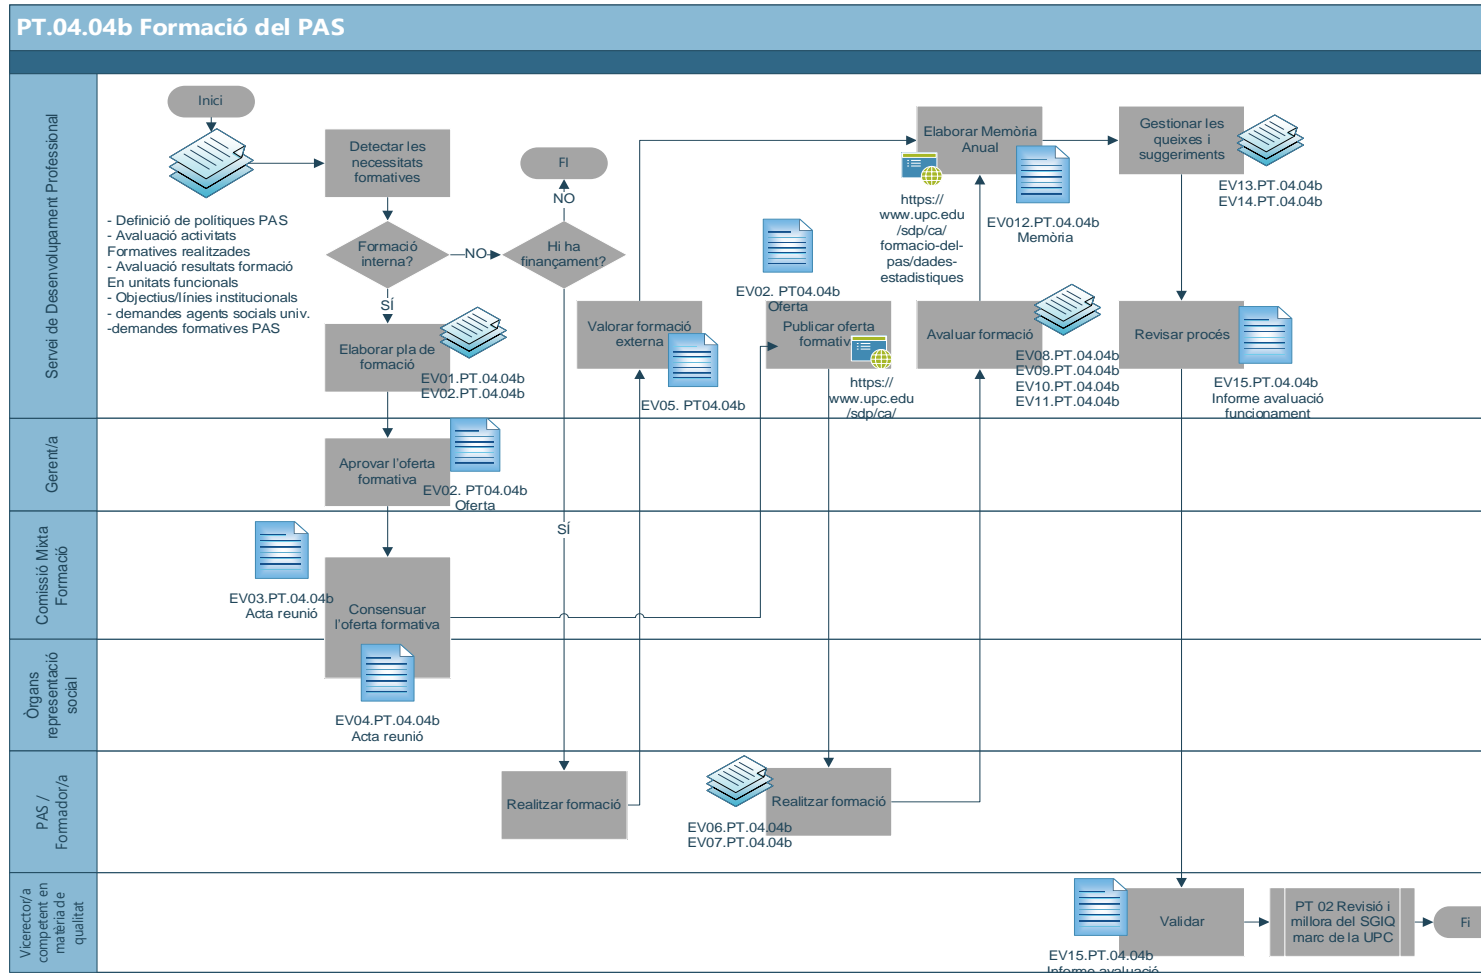 PT.04.04b Formació del PAS
Servei de Desenvolupament Professional
Inici
- Definició de polítiques PAS
- Avaluació activitats
Formatives realitzades
- Avaluació resultats formació
En unitats funcionals
- Objectius/línies institucionals
- demandes agents socials univ.
-demandes formatives PAS
Detectar les
necessitats
formatives
Formació
interna?
NO
SÍ
FI
NO
Hi ha
finançament?
SÍ
Elaborar pla de
formació
EV01.PT.04.04b
EV02.PT.04.04b
Valorar formació
externa
EV05. PT04.04b
EV02. PT04.04b
Oferta
Publicar oferta
formativa
https://
www.upc.edu
/sdp/ca/
Elaborar Memòria
Anual
https://
www.upc.edu
/sdp/ca/
formacio-del-
pas/dades-
estadistiques
EV012.PT.04.04b
Memòria
Avaluar formació
EV08.PT.04.04b
EV09.PT.04.04b
EV10.PT.04.04b
EV11.PT.04.04b
Gestionar les
queixes i
suggeriments
EV13.PT.04.04b
EV14.PT.04.04b
Revisar procés
EV15.PT.04.04b
Informe avaluació
funcionament
Gerent/a
Aprovar l'oferta
formativa
EV02. PT04.04b
Oferta
Comissió Mixta
Formació
EV03.PT.04.04b
Acta reunió
Consensuar
l'oferta formativa
Òrgans
representació
social
EV04.PT.04.04b
Acta reunió
PAS /
Formador/a
Realitzar formació
EV06.PT.04.04b
EV07.PT.04.04b
Realitzar formació
Vicerector/a
competent en
matèria de
qualitat
EV15.PT.04.04b
Informe avaluació
Validar
PT 02 Revisió i
millora del SGIQ
marc de la UPC
Fi